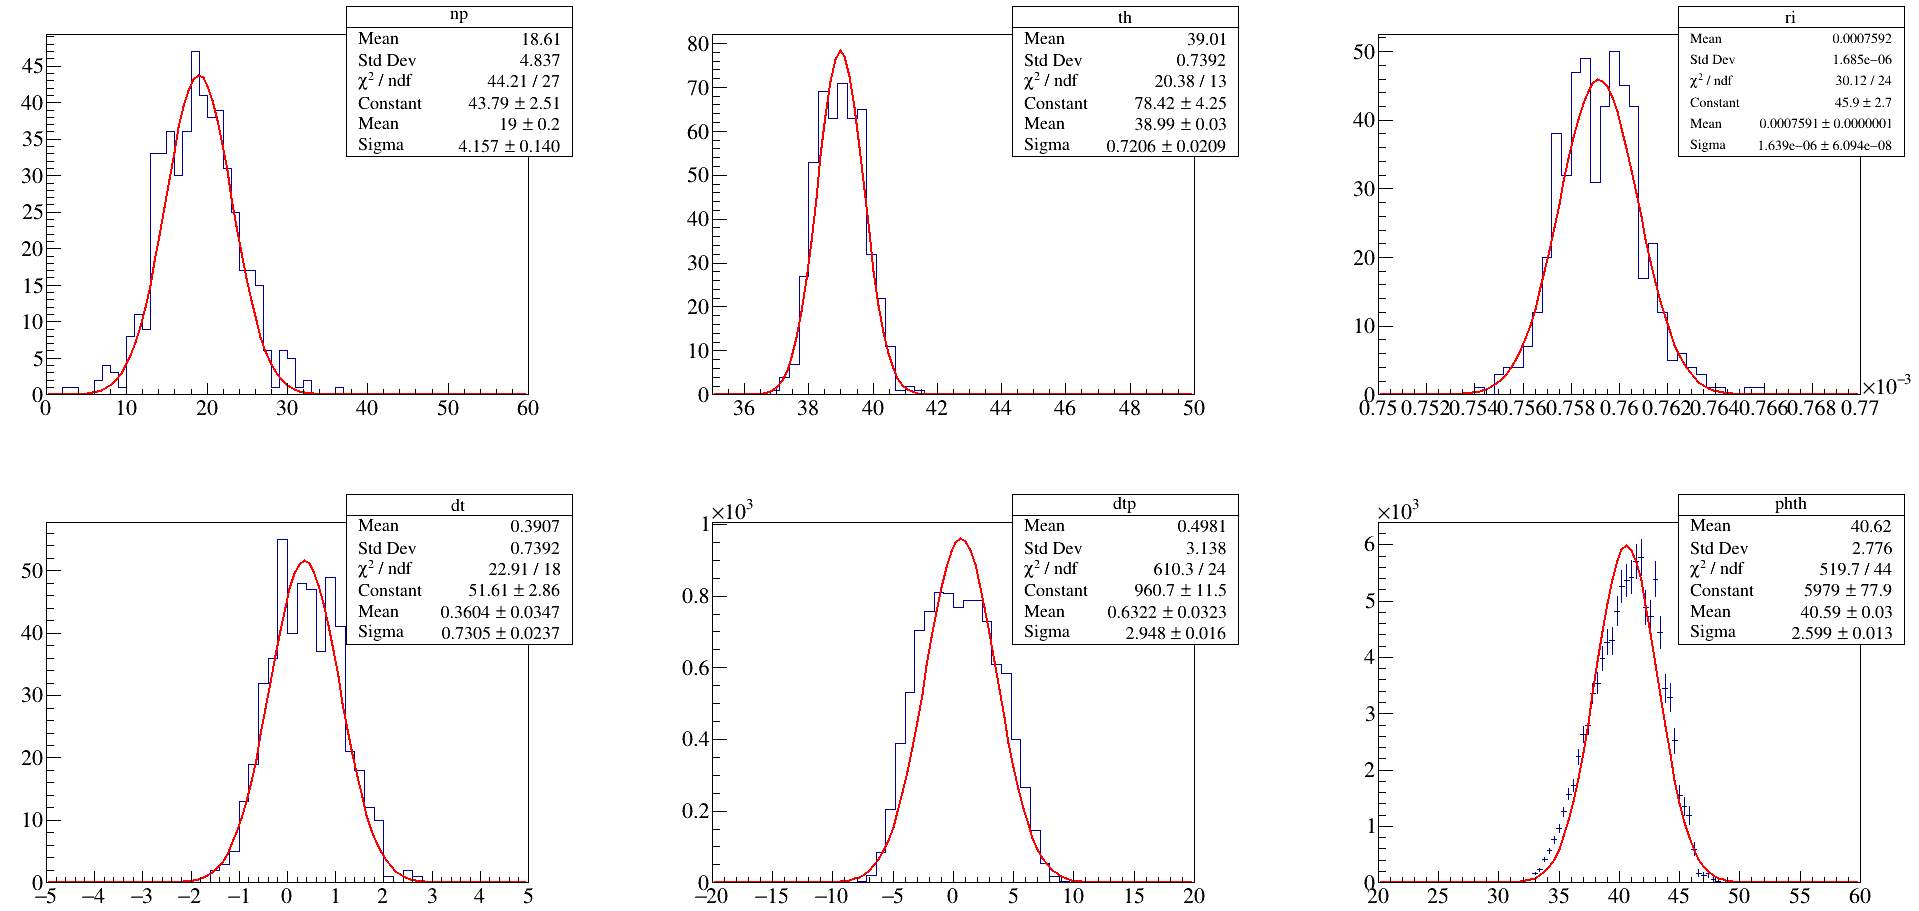 np
Mean 18.61
Std Dev 4.837
χ² / ndf 44.21 / 27
Constant 43.79 ± 2.51
Mean 19 ± 0.2
Sigma 4.157 ± 0.140
45
40
35
30
25
20
15
10
5
0
0 10 20 30 40 50 60
th
Mean 39.01
Std Dev 0.7392
χ² / ndf 20.38 / 13
Constant 78.42 ± 4.25
Mean 38.99 ± 0.03
Sigma 0.7206 ± 0.0209
80
70
60
50
40
30
20
10
0
36 38 40 42 44 46 48 50
ri
Mean 0.0007592
Std Dev 1.685e−06
χ² / ndf 30.12 / 24
Constant 45.9 ± 2.7
Mean 0.0007591 ± 0.0000001
Sigma 1.639e−06 ± 6.094e−08
50
40
30
20
10
0
×10−3
0.75 0.752 0.754 0.756 0.758 0.76 0.762 0.764 0.766 0.768 0.77
dt
Mean 0.3907
Std Dev 0.7392
χ² / ndf 22.91 / 18
Constant 51.61 ± 2.86
Mean 0.3604 ± 0.0347
Sigma 0.7305 ± 0.0237
50
40
30
20
10
0
−5 −4 −3 −2 −1 0 1 2 3 4 5
×10³
dtp
Mean 0.4981
Std Dev 3.138
χ² / ndf 610.3 / 24
Constant 960.7 ± 11.5
Mean 0.6322 ± 0.0323
Sigma 2.948 ± 0.016
1
0.8
0.6
0.4
0.2
0
−20 −15 −10 −5 0 5 10 15 20
×10³
phth
Mean 40.62
Std Dev 2.776
χ² / ndf 519.7 / 44
Constant 5979 ± 77.9
Mean 40.59 ± 0.03
Sigma 2.599 ± 0.013
6
5
4
3
2
1
0
20 25 30 35 40 45 50 55 60